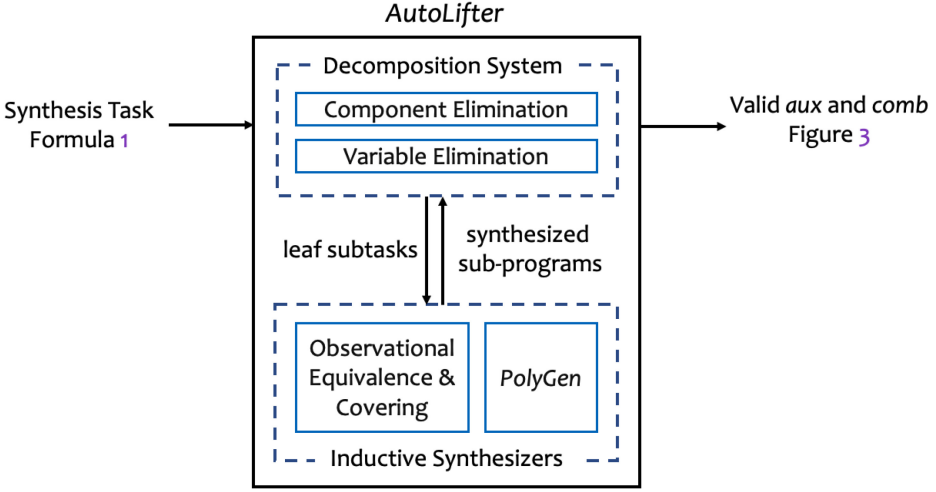 AutoLifter
Decomposition System
Component Elimination
Variable Elimination
Synthesis Task
Formula 1
Valid aux and comb
Figure 3
leaf subtasks
synthesized
sub-programs
Observational
Equivalence &
Covering
PolyGen
Inductive Synthesizers